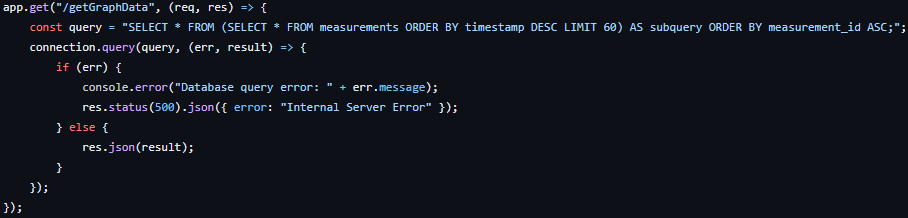 app.get("/getGraphData", (req, res) => {
    const query = "SELECT * FROM (SELECT * FROM measurements ORDER BY timestamp DESC LIMIT 60) AS subquery ORDER BY measurement_id ASC;";
    connection.query(query, (err, result) => {
        if (err) {
            console.error("Database query error: " + err.message);
            res.status(500).json({ error: "Internal Server Error" });
        } else {
            res.json(result);
        }
    });
});